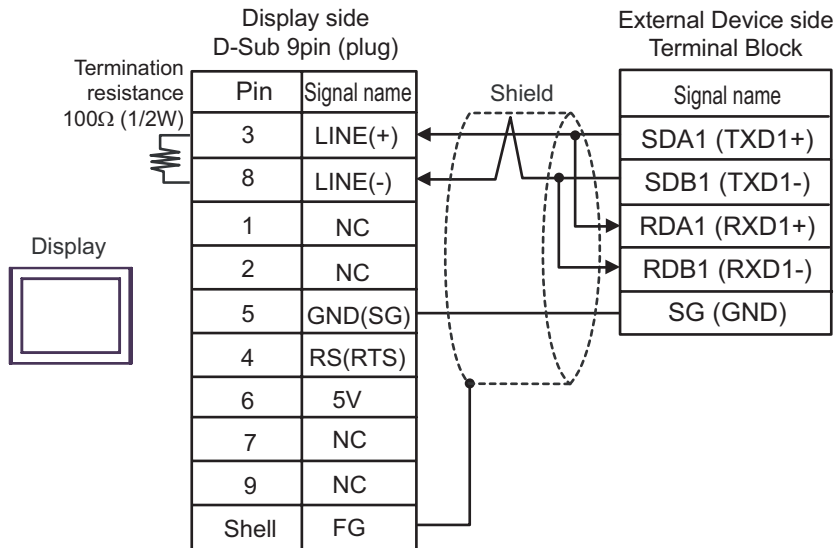 Display side
D-Sub 9pin (plug)
External Device side
Terminal Block
Termination
resistance
100Ω (1/2W)
Pin Signal name
Shield
Signal name
3 LINE(+)
SDA1 (TXD1+)
8 LINE(-)
SDB1 (TXD1-)
1 NC
RDA1 (RXD1+)
Display
2 NC
RDB1 (RXD1-)
5 GND(SG)
SG (GND)
4 RS(RTS)
6 5V
7 NC
9 NC
Shell FG